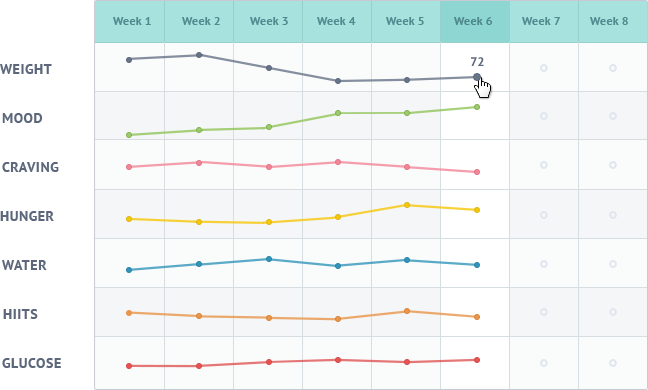 Week 1 Week 2 Week 3 Week 4 Week 5 Week 6 Week 7 Week 8
WEIGHT 72
MOOD
CRAVING
HUNGER
WATER
HIITS
GLUCOSE